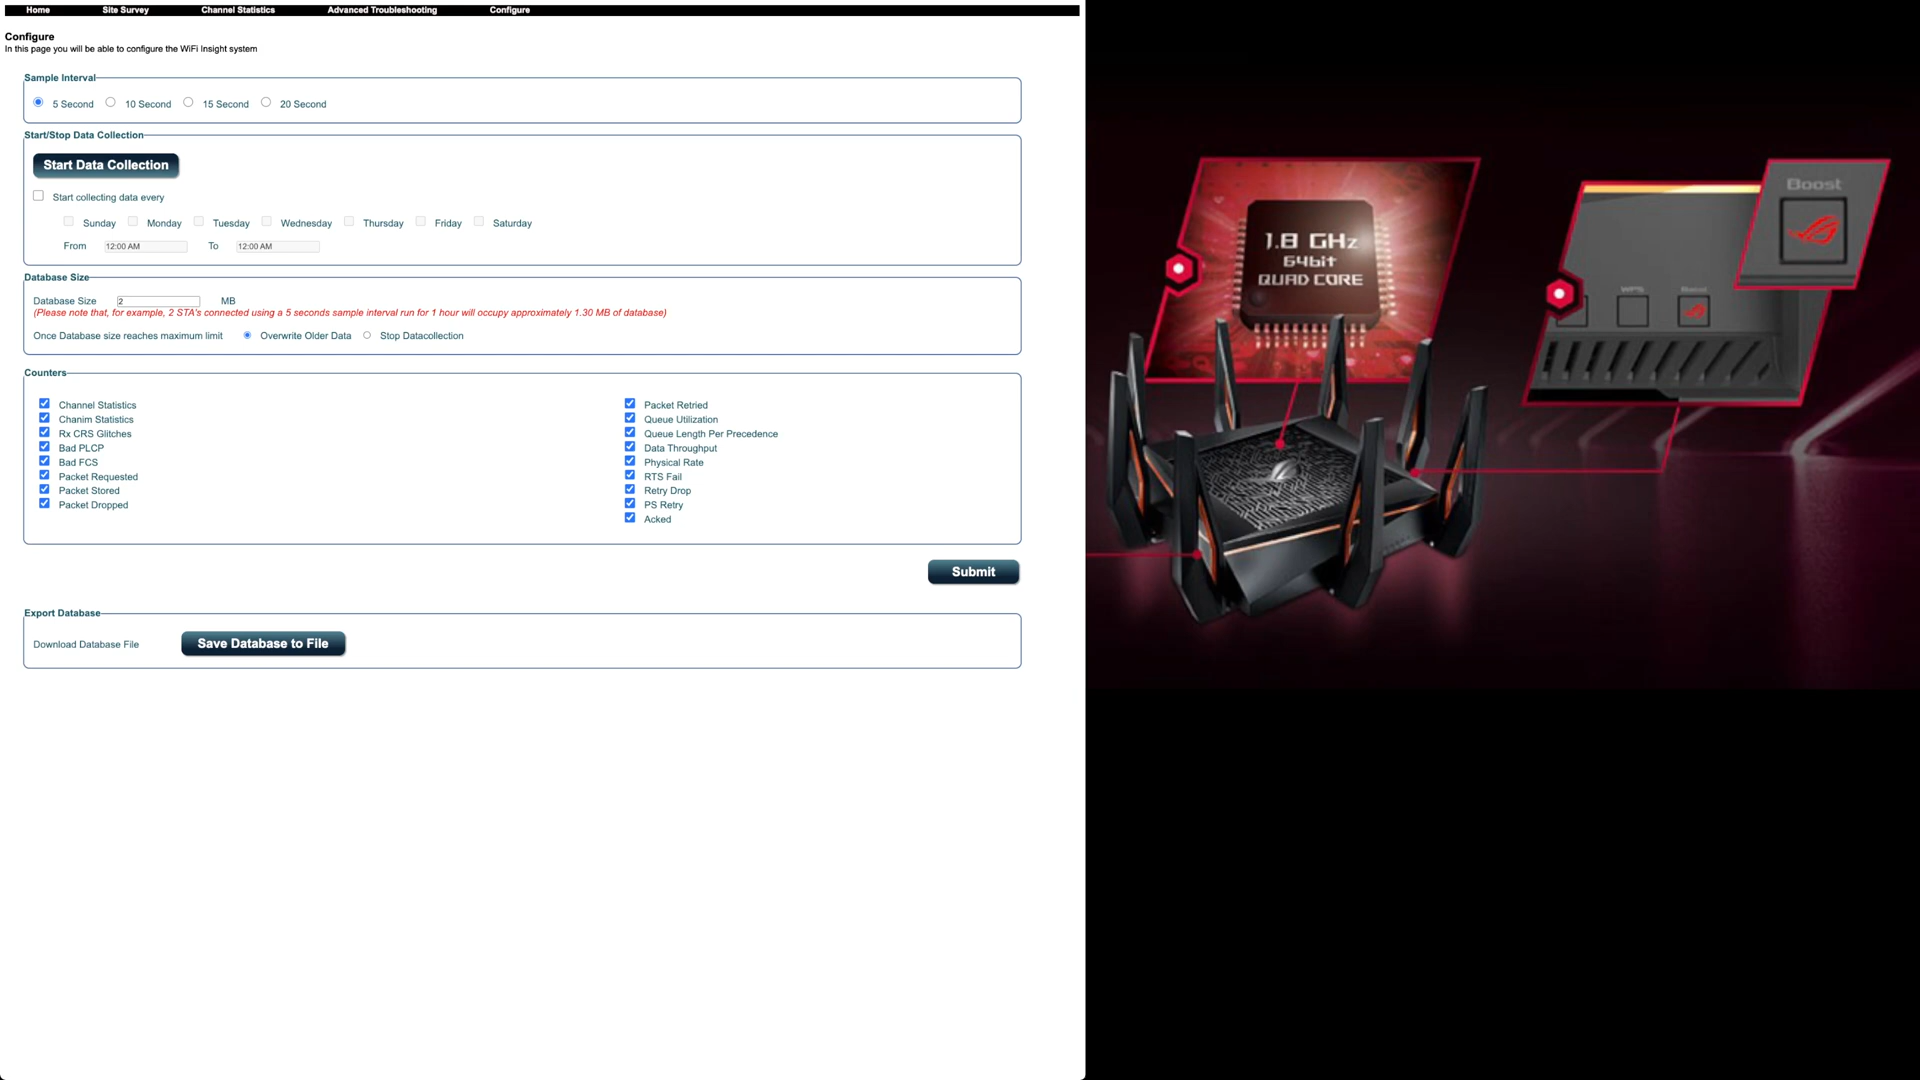 Home Site Survey Channel Statistics Advanced Troubleshooting Configure
Configure
In this page you will be able to configure the WiFi Insight system
Sample Interval
5 Second 10 Second 15 Second 20 Second
Start/Stop Data Collection
Start Data Collection
Start collecting data every
Sunday Monday Tuesday Wednesday Thursday Friday Saturday
From 12:00 AM To 12:00 AM
Database Size
Database Size 2 MB
(Please note that, for example, 2 STA's connected using a 5 seconds sample interval run for 1 hour will occupy approximately 1.30 MB of database)
Once Database size reaches maximum limit Overwrite Older Data Stop Datacollection
Counters
Channel Statistics
Chanim Statistics
Rx CRS Glitches
Bad PLCP
Bad FCS
Packet Requested
Packet Stored
Packet Dropped
Packet Retried
Queue Utilization
Queue Length Per Precedence
Data Throughput
Physical Rate
RTS Fail
Retry Drop
PS Retry
Acked
Submit
Export Database
Download Database File Save Database to File
1.8 GHz
64bit
QUAD CORE
Boost
WPS Boost